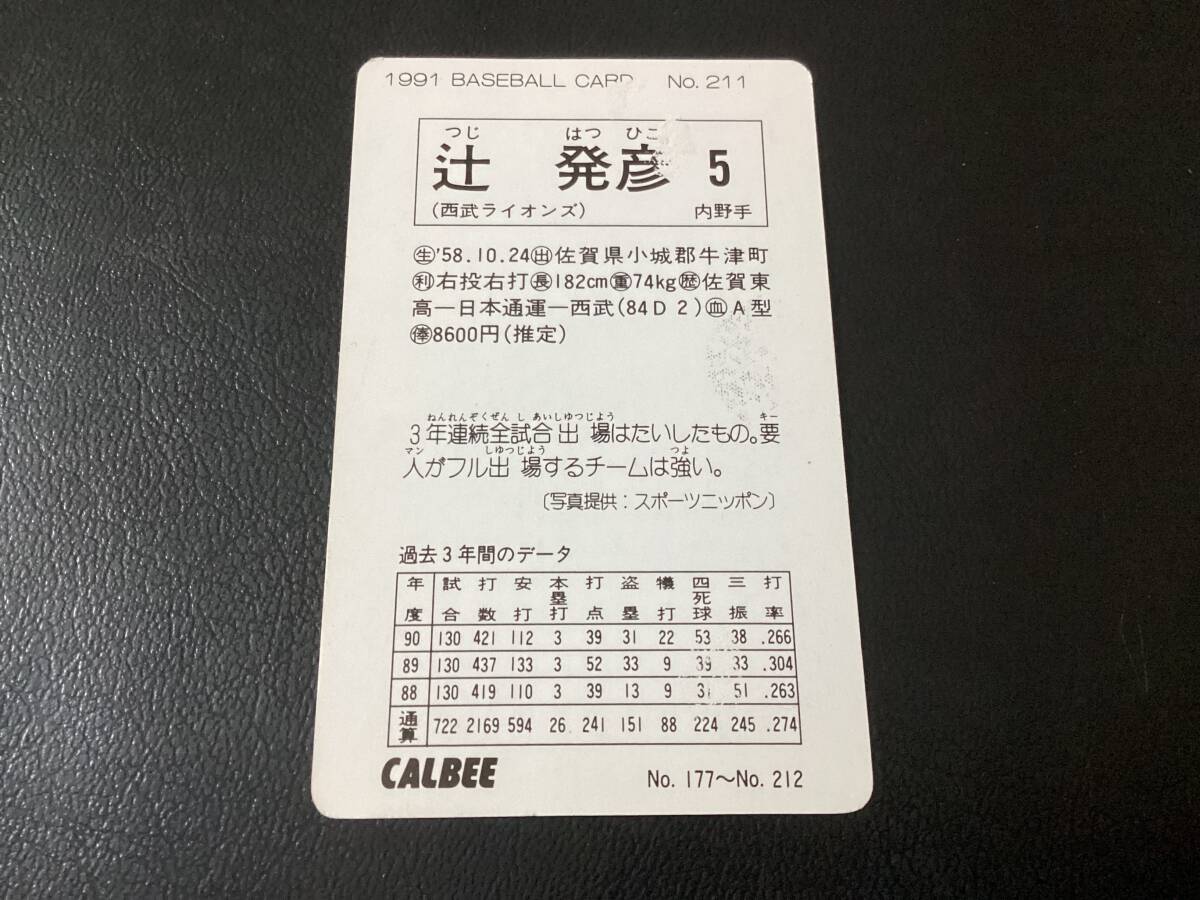 1991 BASEBALL CARD No. 211
つじ はつ ひこ
辻 発彦 5
(西武ライオンズ) 内野手
㊤'58.10.24㊦佐賀県小城郡牛津町
利右投右打長182cm重74kg歴佐賀東
高ー日本通運ー西武(84D2)血A型
俸8600円(推定)
ねんれんぞくぜん し あいしゆつじよう キー
3年連続全試合出場はたいしたもの。要
マン しゆつじよう つよ
人がフル出場するチームは強い。
〔写真提供:スポーツニッポン〕
過去3年間のデータ
年度 試合 打数 安打 本塁打 打点 盗塁 犠打 四死球 三振 打率
90 130 421 112 3 39 31 22 53 38 .266
89 130 437 133 3 52 33 9 39 33 .304
88 130 419 110 3 39 13 9 31 51 .263
通算 722 2169 594 26 241 151 88 224 245 .274
CALBEE No. 177〜No. 212